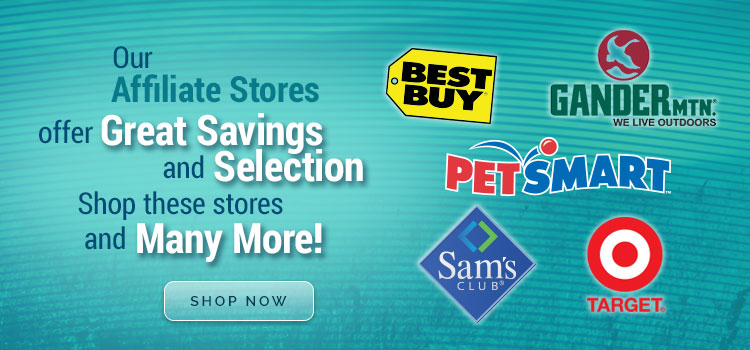 Our
Affiliate Stores
offer Great Savings
and Selection
Shop these stores
and Many More!
SHOP NOW
BEST
BUY
GANDER MTN.
WE LIVE OUTDOORS
PETSMART
Sam's
CLUB
TARGET